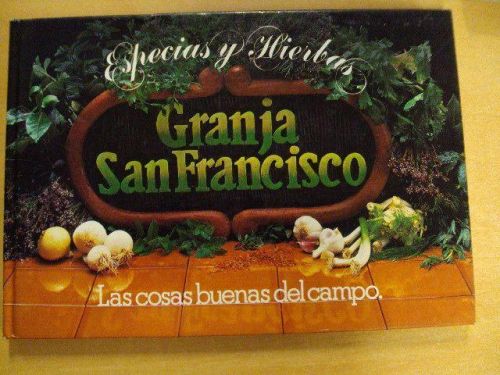 Especias y Hierbas
Granja
San Francisco
Las cosas buenas del campo.